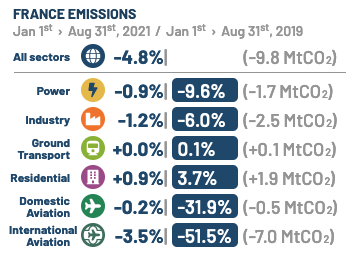 FRANCE EMISSIONS
Jan 1st › Aug 31st, 2021 / Jan 1st › Aug 31st, 2019
All sectors -4.8%| (-9.8 MtCO2)
Power -0.9%| -9.6% (-1.7 MtCO2)
Industry -1.2%| -6.0% (-2.5 MtCO2)
Ground
Transport +0.0%| 0.1% (+0.1 MtCO2)
Residential +0.9%| 3.7% (+1.9 MtCO2)
Domestic
Aviation -0.2%| -31.9% (-0.5 MtCO2)
International
Aviation -3.5%| -51.5% (-7.0 MtCO2)